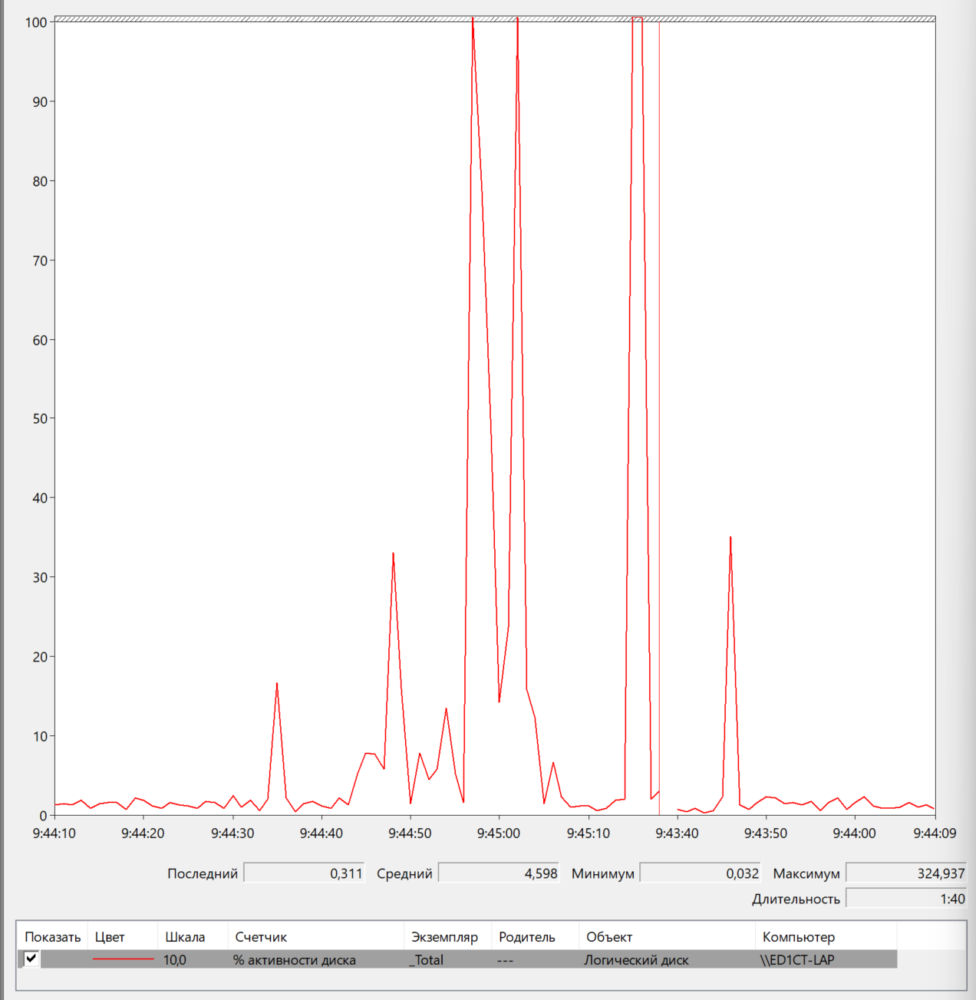 100
90
80
70
60
50
40
30
20
10
0
9:44:10 9:44:20 9:44:30 9:44:40 9:44:50 9:45:00 9:45:10 9:43:40 9:43:50 9:44:00 9:44:09
Последний 0,311 Средний 4,598 Минимум 0,032 Максимум 324,937
Длительность 1:40
Показать Цвет Шкала Счетчик Экземпляр Родитель Объект Компьютер
10,0 % активности диска _Total --- Логический диск \\ED1CT-LAP